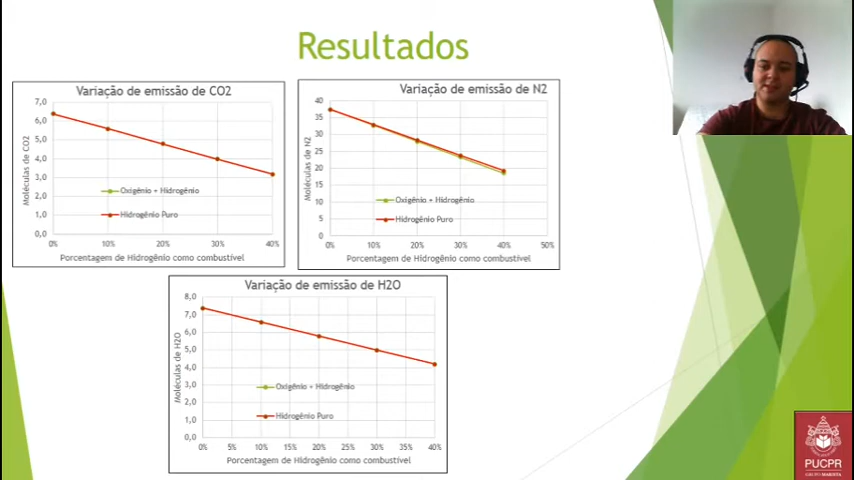 Resultados
Variação de emissão de CO2
7,0
6,0
5,0
4,0
3,0
2,0
1,0
0,0
Moléculas de CO2
Oxigênio + Hidrogênio
Hidrogênio Puro
0% 10% 20% 30% 40%
Porcentagem de Hidrogênio como combustível
Variação de emissão de N2
40
35
30
25
20
15
10
5
0
Moléculas de N2
Oxigênio + Hidrogênio
Hidrogênio Puro
0% 10% 20% 30% 40% 50%
Porcentagem de Hidrogênio como combustível
Variação de emissão de H2O
8,0
7,0
6,0
5,0
4,0
3,0
2,0
1,0
0,0
Moléculas de H2O
Oxigênio + Hidrogênio
Hidrogênio Puro
0% 5% 10% 15% 20% 25% 30% 35% 40%
Porcentagem de Hidrogênio como combustível
PUCPR
GRUPO MARISTA